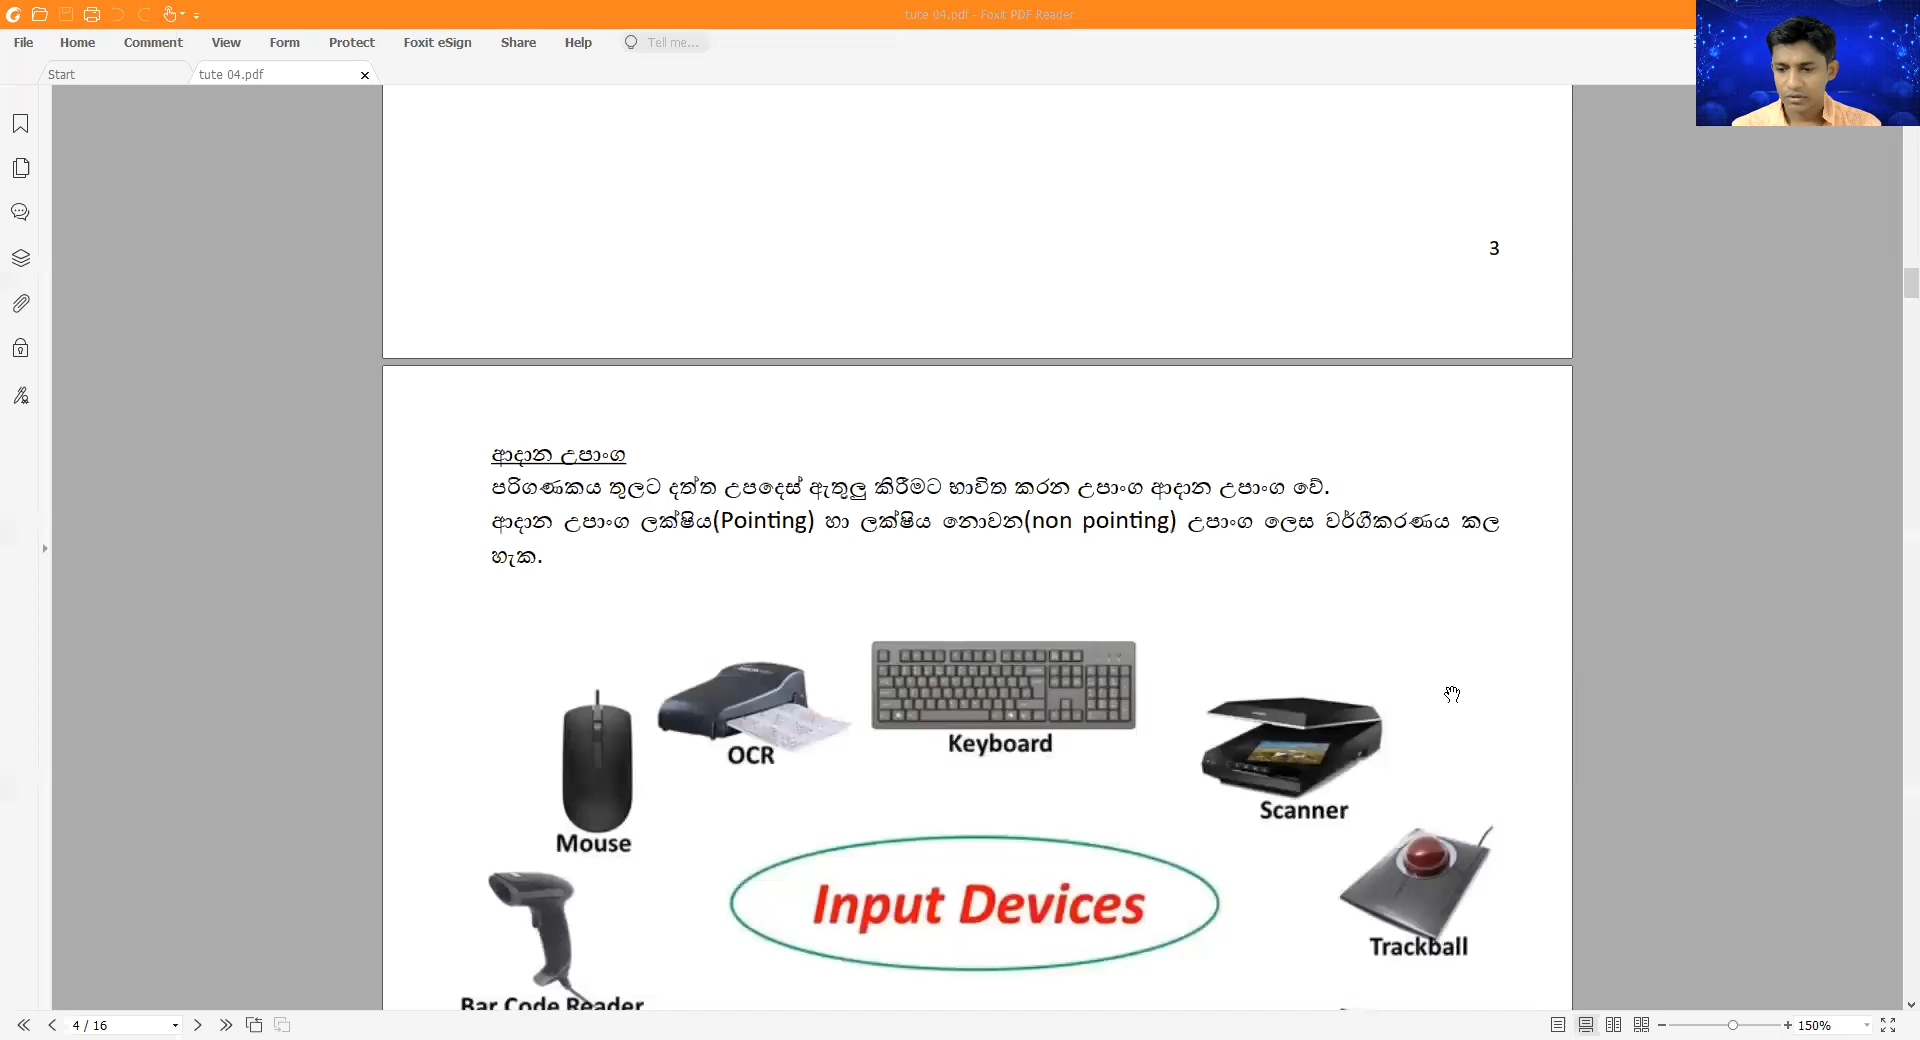 tute 04.pdf - Foxit PDF Reader
File Home Comment View Form Protect Foxit eSign Share Help Tell me...
Start tute 04.pdf
3
ආදාන උපාංග
පරිගණකය තුලට දත්ත උපදෙස් ඇතුලු කිරීමට භාවිත කරන උපාංග ආදාන උපාංග වේ.
ආදාන උපාංග ලක්ෂිය(Pointing) හා ලක්ෂිය නොවන(non pointing) උපාංග ලෙස වර්ගීකරණය කල
හැක.
OCR
Keyboard
Scanner
Mouse
Input Devices
Trackball
Bar Code Reader
4 / 16
150%